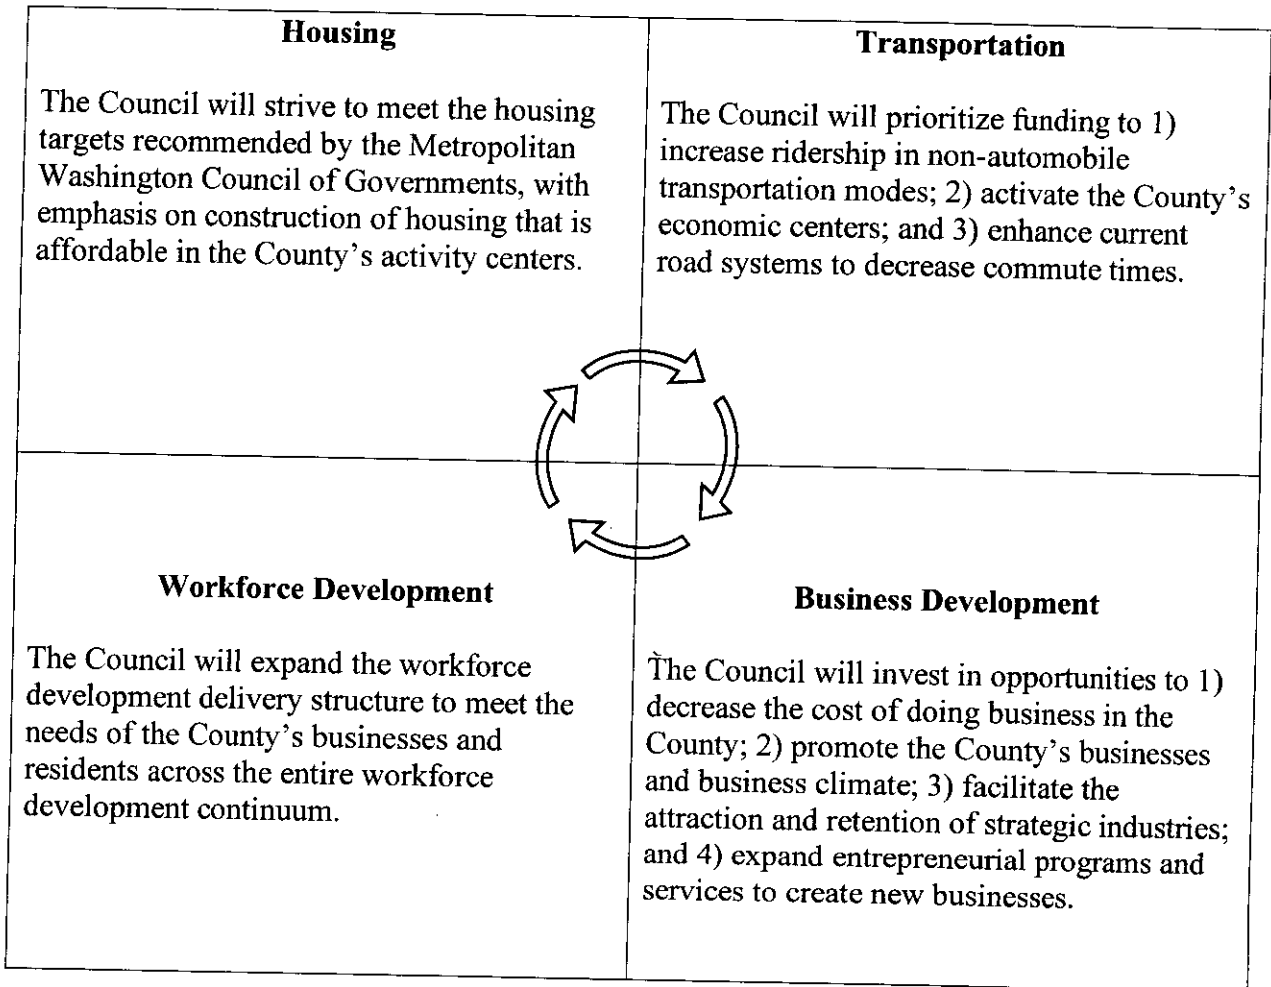 Housing
The Council will strive to meet the housing
targets recommended by the Metropolitan
Washington Council of Governments, with
emphasis on construction of housing that is
affordable in the County's activity centers.
Transportation
The Council will prioritize funding to 1)
increase ridership in non-automobile
transportation modes; 2) activate the County's
economic centers; and 3) enhance current
road systems to decrease commute times.
Workforce Development
The Council will expand the workforce
development delivery structure to meet the
needs of the County's businesses and
residents across the entire workforce
development continuum.
Business Development
The Council will invest in opportunities to 1)
decrease the cost of doing business in the
County; 2) promote the County's businesses
and business climate; 3) facilitate the
attraction and retention of strategic industries;
and 4) expand entrepreneurial programs and
services to create new businesses.